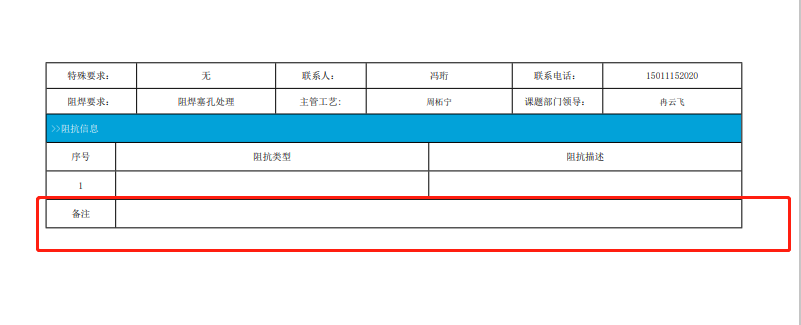 特殊要求： 无 联系人： 冯珩 联系电话： 15011152020
阻焊要求： 阻焊塞孔处理 主管工艺： 周柘宁 课题部门领导： 冉云飞
>>阻抗信息
序号 阻抗类型 阻抗描述
1
备注